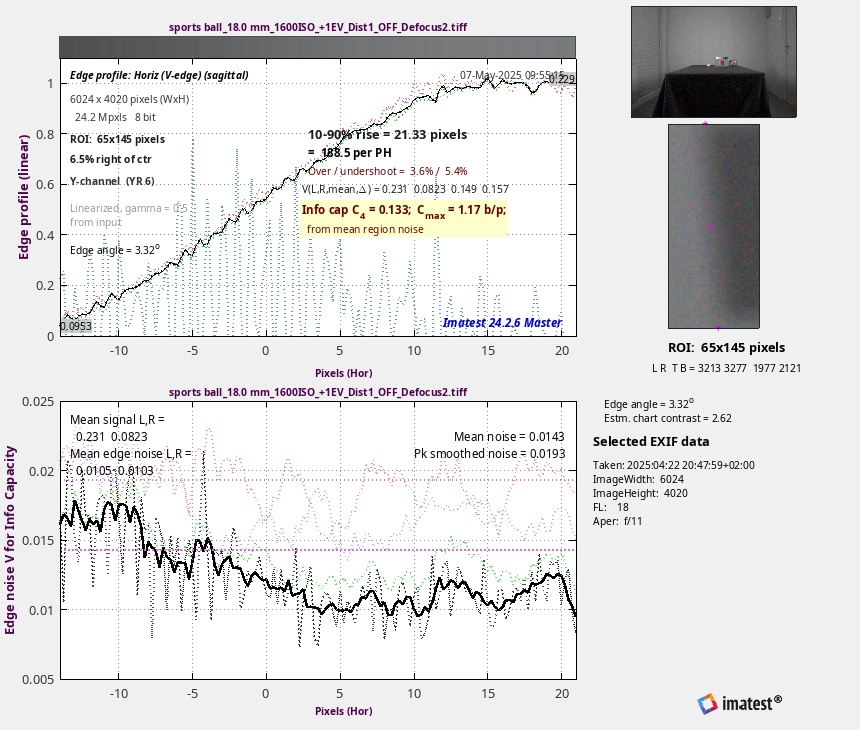 sports ball_18.0 mm_1600ISO_+1EV_Dist1_OFF_Defocus2.tiff
Edge profile: Horiz (V-edge) (sagittal)
07-May-2025 09:55:15
0.229
6024 x 4020 pixels (WxH)
24.2 Mpxls 8 bit
ROI: 65x145 pixels
6.5% right of ctr
Y-channel (YR 6)
Linearized, gamma = 0.5
from input
Edge angle = 3.32°
10-90% rise = 21.33 pixels
= 188.5 per PH
Over / undershoot = 3.6% / 5.4%
V(L,R,mean,Δ) = 0.231 0.0823 0.149 0.157
Info cap C4 = 0.133; Cmax = 1.17 b/p;
from mean region noise
0.0953
Imatest 24.2.6 Master
Edge profile (linear)
1
0.8
0.6
0.4
0.2
0
-10 -5 0 5 10 15 20
Pixels (Hor)
sports ball_18.0 mm_1600ISO_+1EV_Dist1_OFF_Defocus2.tiff
Mean signal L,R =
0.231 0.0823
Mean edge noise L,R =
0.0105 0.0103
Mean noise = 0.0143
Pk smoothed noise = 0.0193
Edge noise V for Info Capacity
0.025
0.02
0.015
0.01
0.005
-10 -5 0 5 10 15 20
Pixels (Hor)
ROI: 65x145 pixels
L R T B = 3213 3277 1977 2121
Edge angle = 3.32°
Estm. chart contrast = 2.62
Selected EXIF data
Taken: 2025:04:22 20:47:59+02:00
ImageWidth: 6024
ImageHeight: 4020
FL: 18
Aper: f/11
imatest®